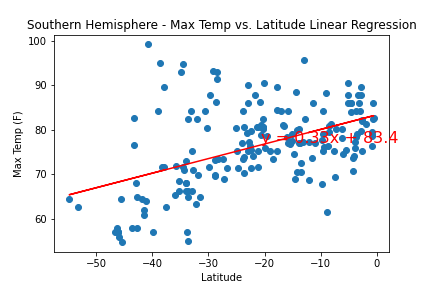 Southern Hemisphere - Max Temp vs. Latitude Linear Regression
100
90
80
70
60
Max Temp (F)
y = 0.33x + 83.4
−50
−40
−30
−20
−10
0
Latitude